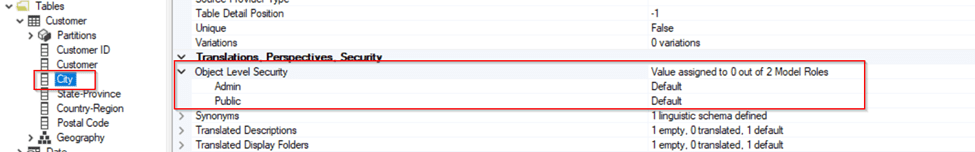 Tables
Customer
Partitions
Customer ID
Customer
City
State-Province
Country-Region
Postal Code
Geography
Table Detail Position -1
Unique False
Variations 0 variations
Translations, Perspectives, Security
Object Level Security Value assigned to 0 out of 2 Model Roles
Admin Default
Public Default
Synonyms 1 linguistic schema defined
Translated Descriptions 1 empty, 0 translated, 1 default
Translated Display Folders 1 empty, 0 translated, 1 default